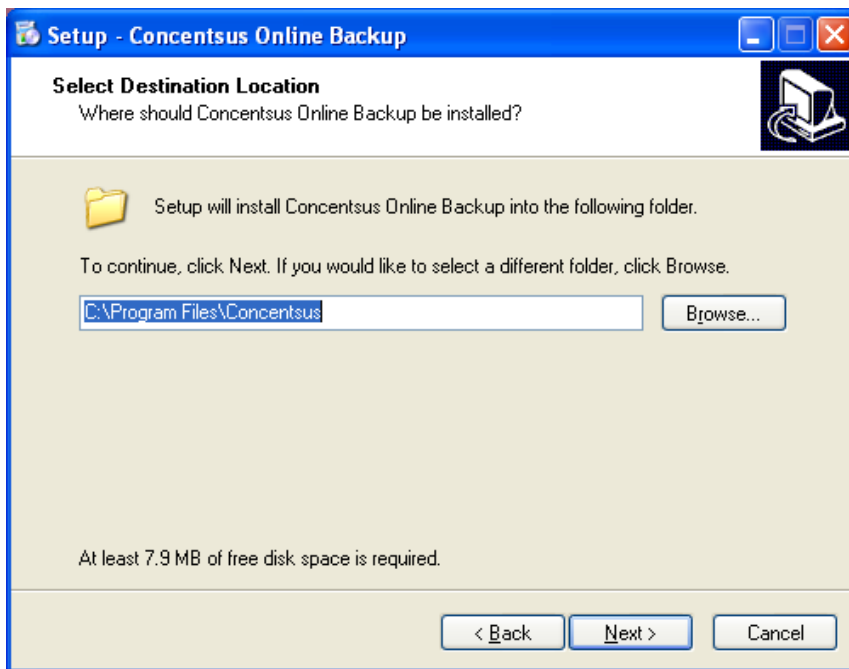 Setup - Concentsus Online Backup
Select Destination Location
Where should Concentsus Online Backup be installed?
Setup will install Concentsus Online Backup into the following folder.
To continue, click Next. If you would like to select a different folder, click Browse.
C:\Program Files\Concentsus
Browse...
At least 7.9 MB of free disk space is required.
< Back
Next >
Cancel